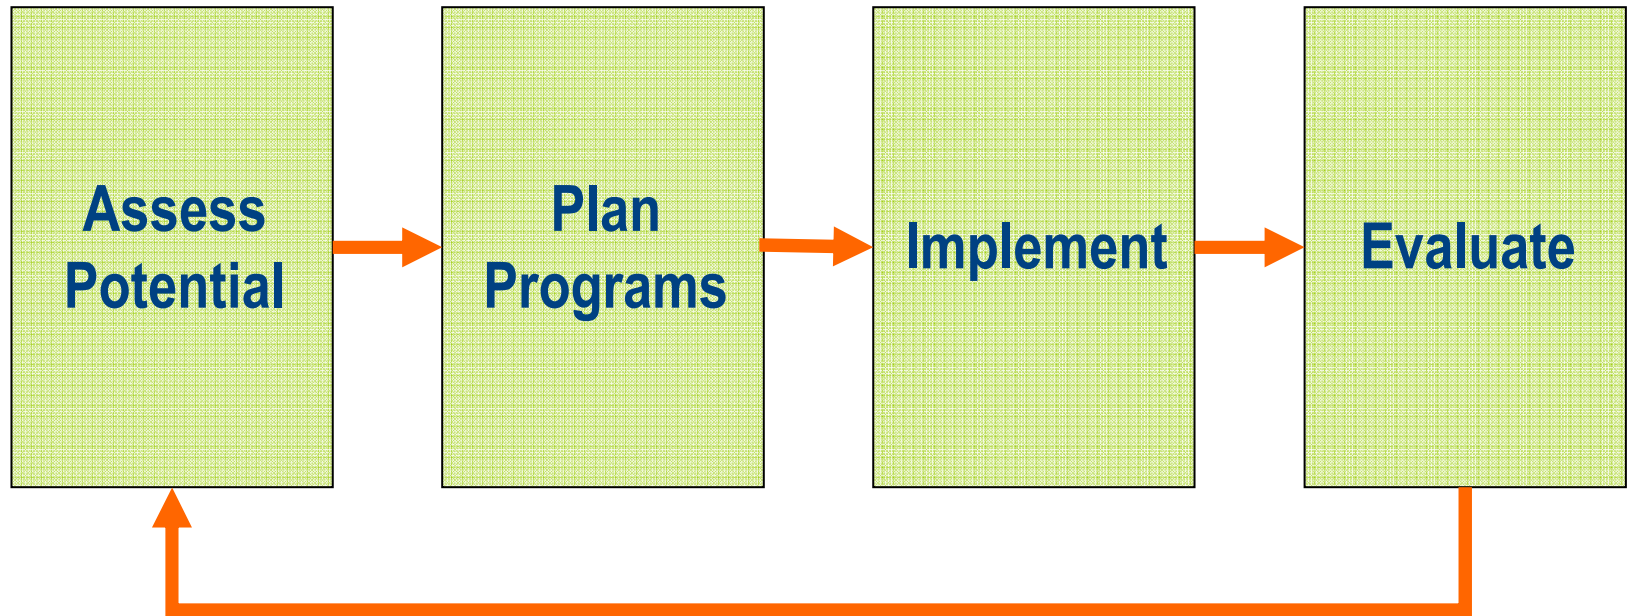 Assess
Potential
Plan
Programs
Implement
Evaluate